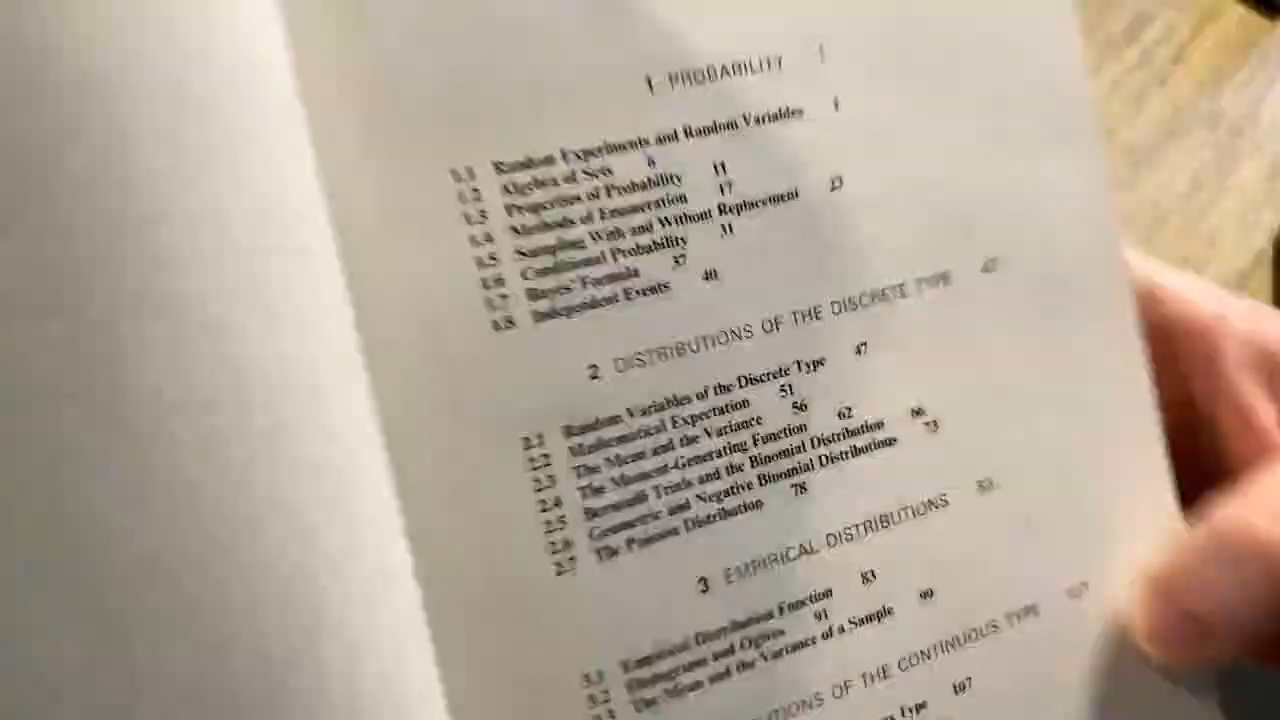 1 PROBABILITY 1
1.1 Random Experiments and Random Variables 1
1.2 Algebra of Sets 6
1.3 Properties of Probability 11
1.4 Methods of Enumeration 17
1.5 Sampling With and Without Replacement 23
1.6 Conditional Probability 31
1.7 Bayes' Formula 37
1.8 Independent Events 40
2 DISTRIBUTIONS OF THE DISCRETE TYPE 47
2.1 Random Variables of the Discrete Type 47
2.2 Mathematical Expectation 51
2.3 The Mean and the Variance 56
2.4 The Moment-Generating Function 62
2.5 Bernoulli Trials and the Binomial Distribution 66
2.6 Geometric and Negative Binomial Distributions 73
2.7 The Poisson Distribution 78
3 EMPIRICAL DISTRIBUTIONS 83
3.1 Empirical Distribution Function 83
3.2 Histograms and Ogives 91
3.3 The Mean and the Variance of a Sample 99
OF THE CONTINUOUS TYPE 107
Type 107